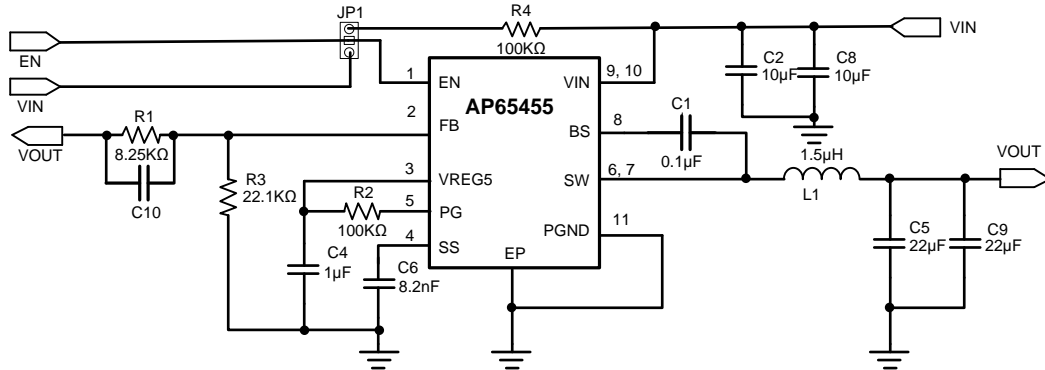 JP1
R4
100KΩ
VIN
EN
VIN
C2
10µF
C8
10µF
1
EN
VIN
9, 10
AP65455
2
FB
BS
8
C1
0.1µF
R1
8.25KΩ
VOUT
C10
R3
22.1KΩ
3
VREG5
SW
6, 7
1.5µH
L1
VOUT
R2
100KΩ
5
PG
PGND
11
4
SS
EP
C4
1µF
C6
8.2nF
C5
22µF
C9
22µF